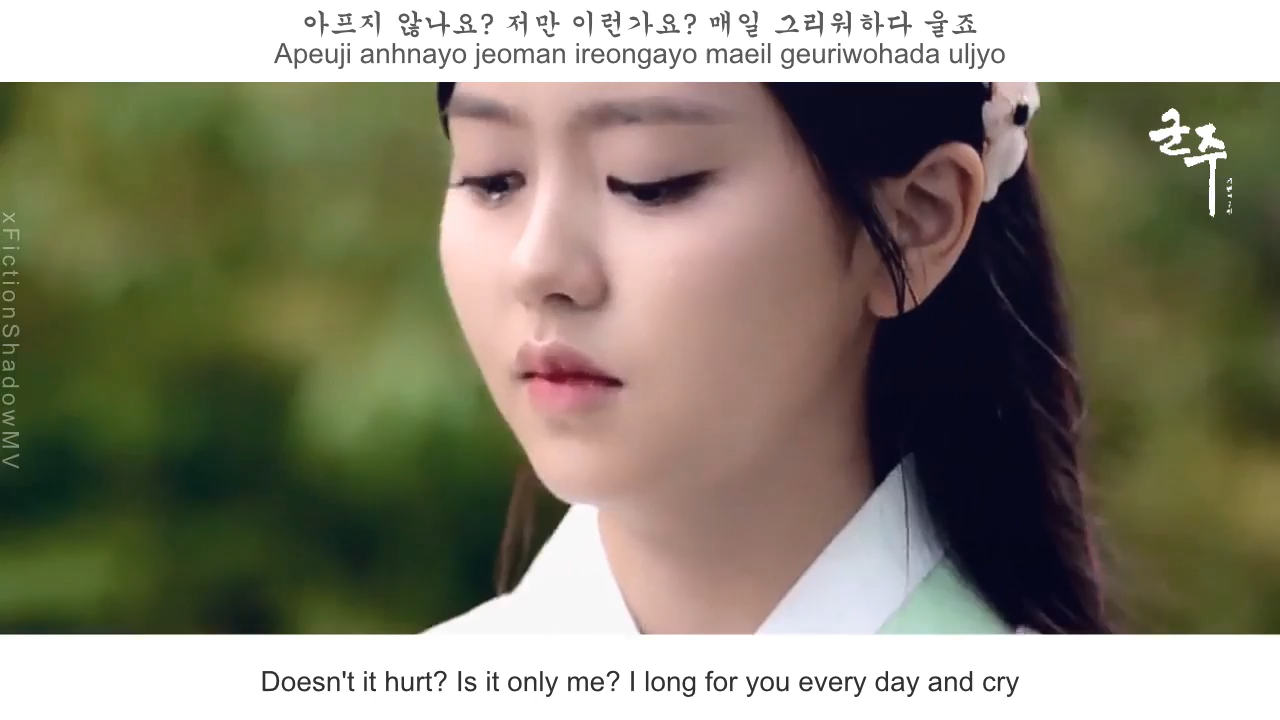 아프지 않나요? 저만 이런가요? 매일 그리워하다 울죠
Apeuji anhnayo jeoman ireongayo maeil geuriwohada uljyo
군주
xFictionShadowMV
Doesn't it hurt? Is it only me? I long for you every day and cry